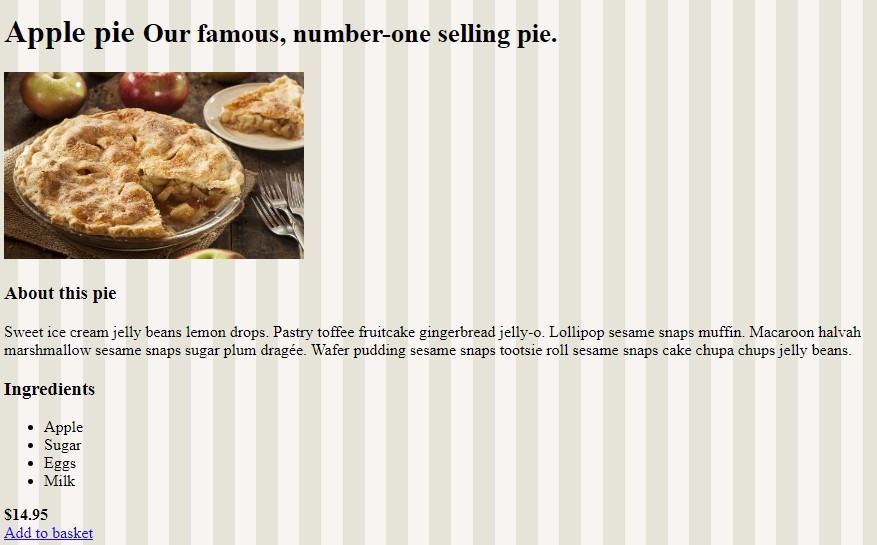 Apple pie Our famous, number-one selling pie.
About this pie
Sweet ice cream jelly beans lemon drops. Pastry toffee fruitcake gingerbread jelly-o. Lollipop sesame snaps muffin. Macaroon halvah
marshmallow sesame snaps sugar plum dragée. Wafer pudding sesame snaps tootsie roll sesame snaps cake chupa chups jelly beans.
Ingredients
Apple
Sugar
Eggs
Milk
$14.95
Add to basket